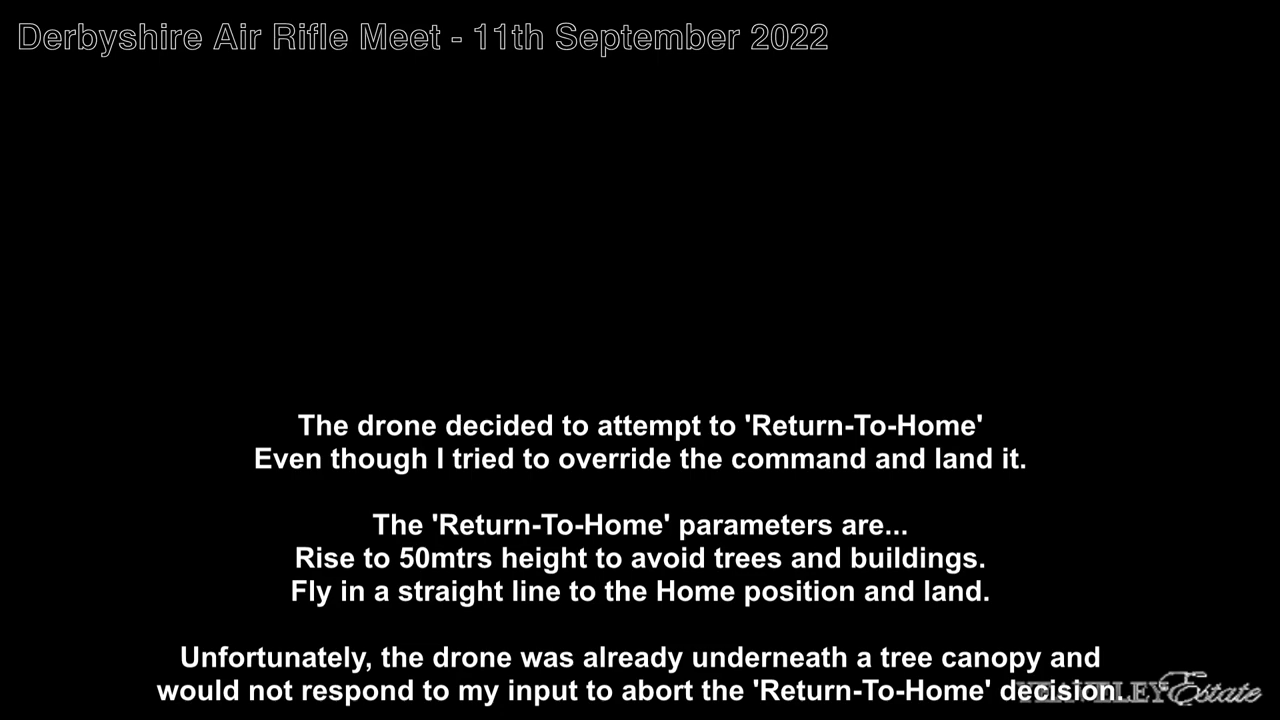 Derbyshire Air Rifle Meet - 11th September 2022
The drone decided to attempt to 'Return-To-Home'
Even though I tried to override the command and land it.
The 'Return-To-Home' parameters are...
Rise to 50mtrs height to avoid trees and buildings.
Fly in a straight line to the Home position and land.
Unfortunately, the drone was already underneath a tree canopy and
would not respond to my input to abort the 'Return-To-Home' decision.
Estate